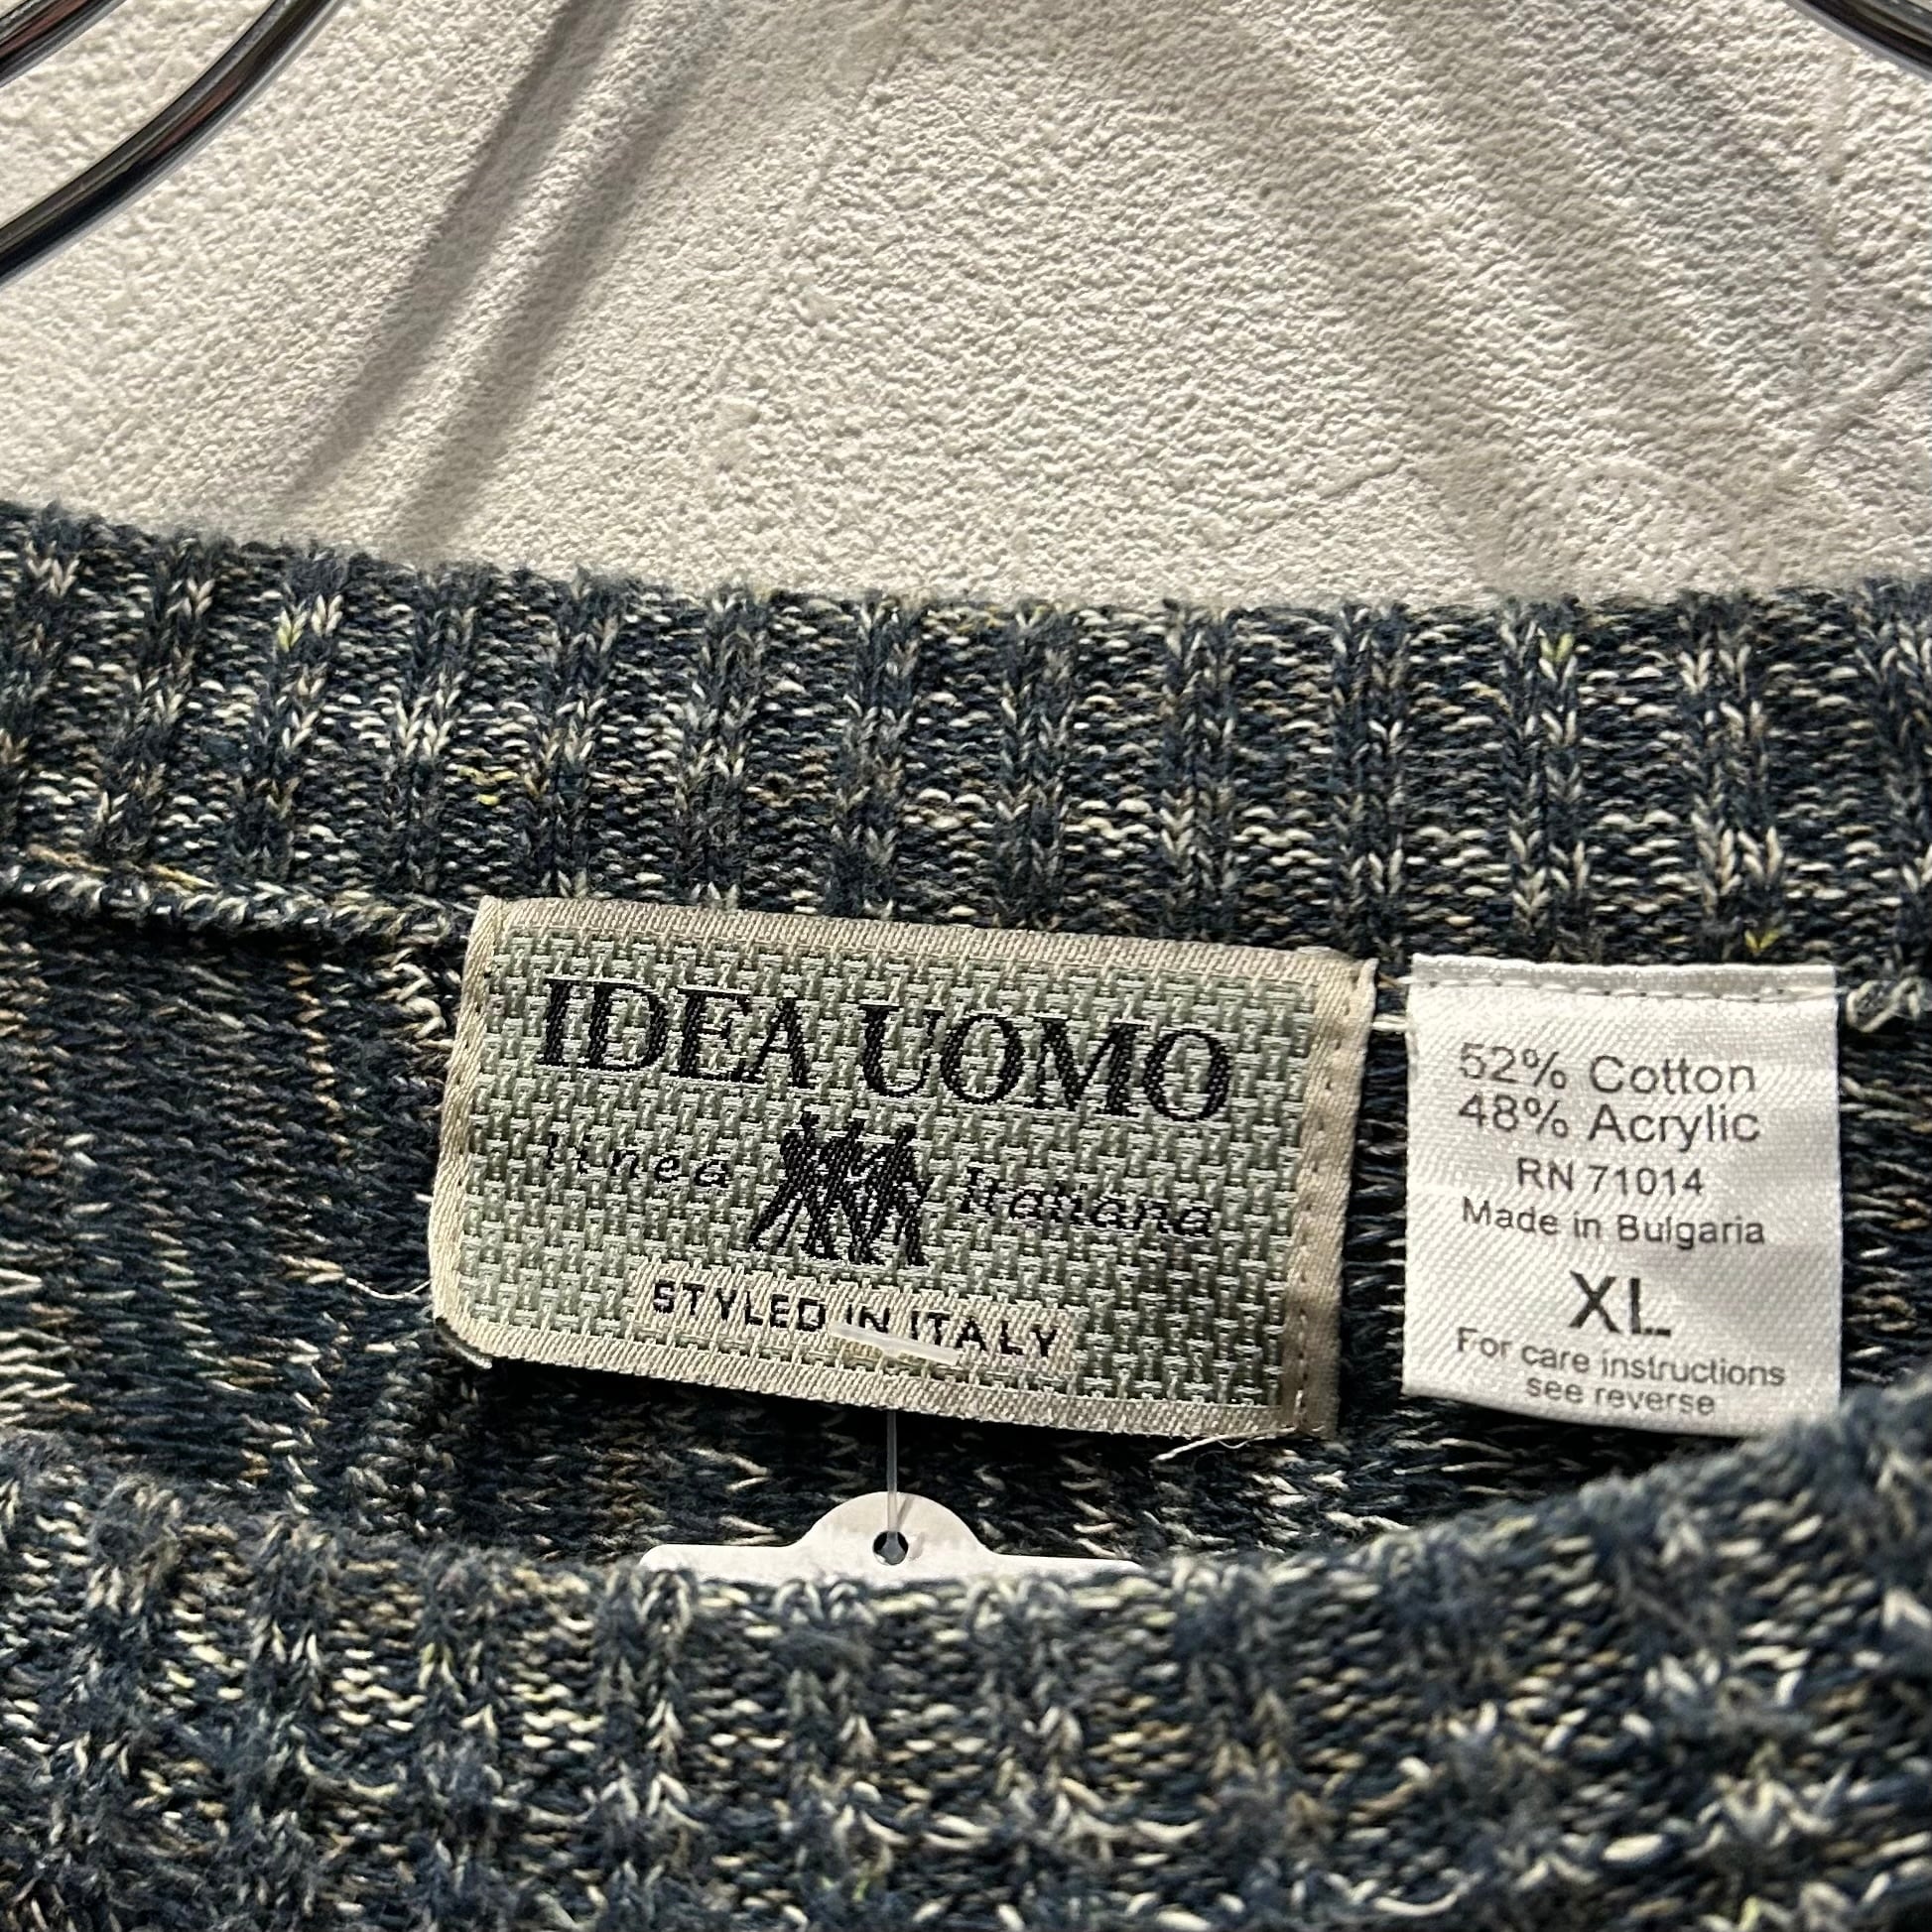 IDEA UOMO
linea italiana
STYLED IN ITALY
52% Cotton
48% Acrylic
RN 71014
Made in Bulgaria
XL
For care instructions
see reverse